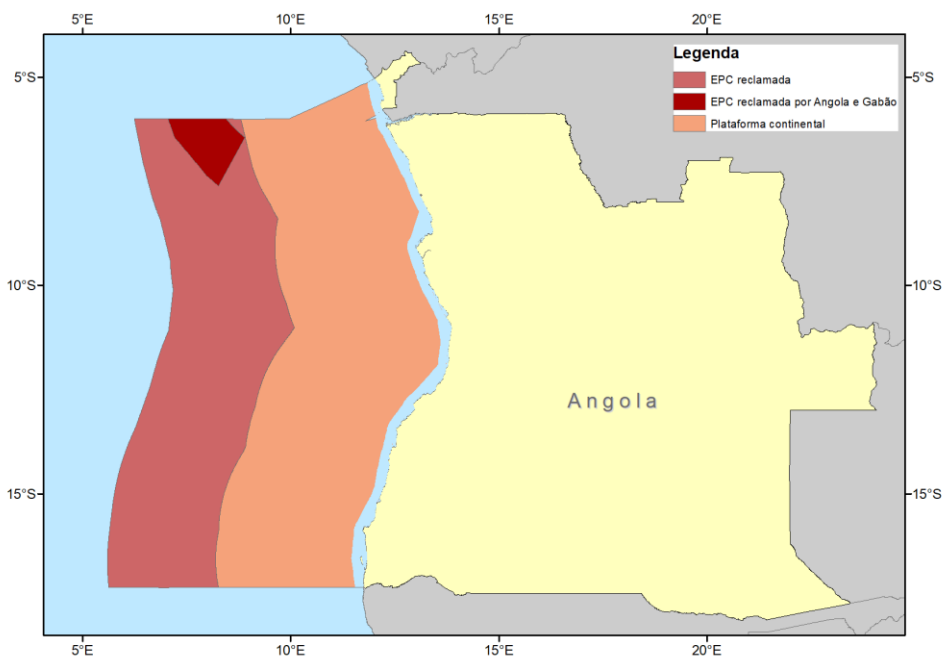 5°E 10°E 15°E 20°E
Legenda
EPC reclamada
EPC reclamada por Angola e Gabão
Plataforma continental
5°S 5°S
10°S 10°S
Angola
15°S 15°S
5°E 10°E 15°E 20°E